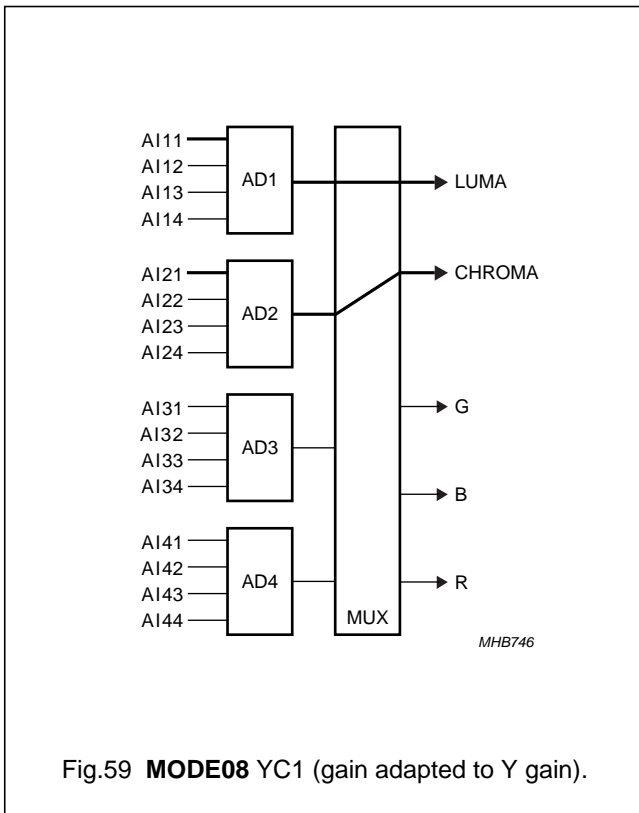 AI11
AI12
AI13
AI14
AD1
LUMA
AI21
AI22
AI23
AI24
AD2
CHROMA
AI31
AI32
AI33
AI34
AD3
G
B
AI41
AI42
AI43
AI44
AD4
R
MUX
MHB746
Fig.59 MODE08 YC1 (gain adapted to Y gain).